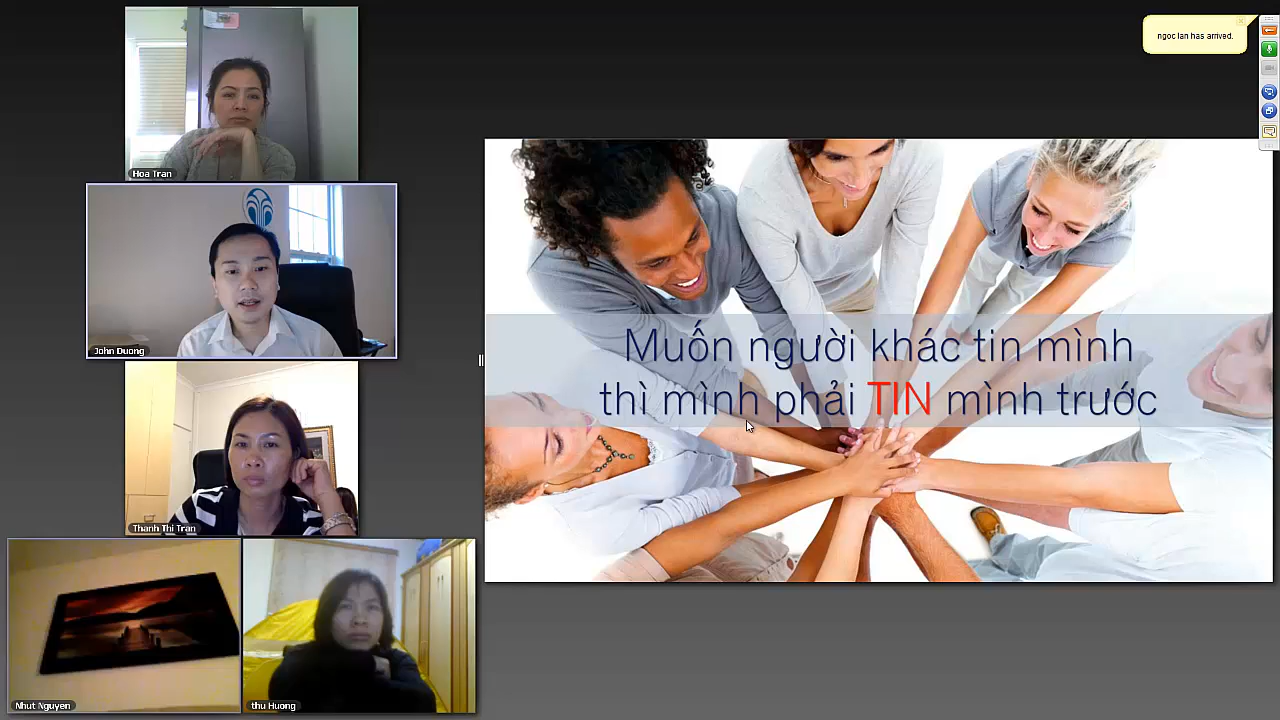 ngoc lan has arrived.
Hoa Tran
John Duong
Thanh Thi Tran
Nhut Nguyen
thu Huong
Muốn người khác tin mình
thì mình phải TIN mình trước